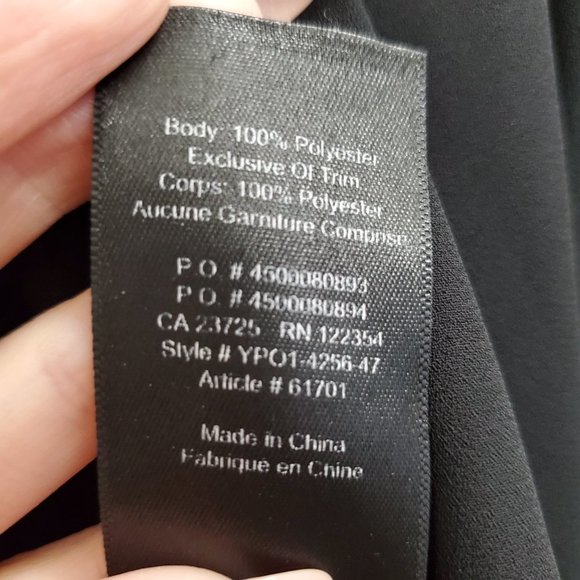 Body: 100% Polyester
Exclusive Of Trim
Corps: 100% Polyester
Aucune Garniture Comprise
P.O. # 4500080893
P.O. # 4500080894
CA 23725 RN 122354
Style # YPO1-4256-47
Article # 61701
Made in China
Fabriqué en Chine